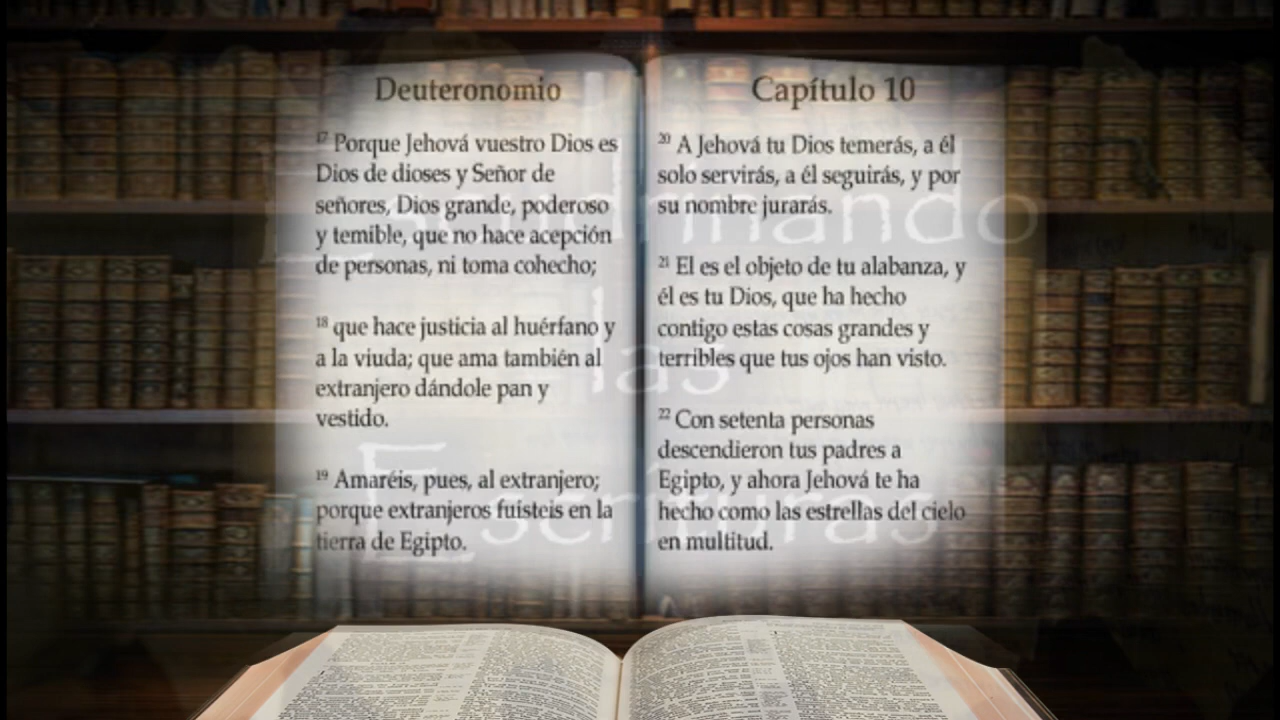 Deuteronomio
17 Porque Jehová vuestro Dios es
Dios de dioses y Señor de
señores, Dios grande, poderoso
y temible, que no hace acepción
de personas, ni toma cohecho;
18 que hace justicia al huérfano y
a la viuda; que ama también al
extranjero dándole pan y
vestido.
19 Amaréis, pues, al extranjero;
porque extranjeros fuisteis en la
tierra de Egipto.
Capítulo 10
20 A Jehová tu Dios temerás, a él
solo servirás, a él seguirás, y por
su nombre jurarás.
21 El es el objeto de tu alabanza, y
él es tu Dios, que ha hecho
contigo estas cosas grandes y
terribles que tus ojos han visto.
22 Con setenta personas
descendieron tus padres a
Egipto, y ahora Jehová te ha
hecho como las estrellas del cielo
en multitud.
Escudriñando
las
Escrituras